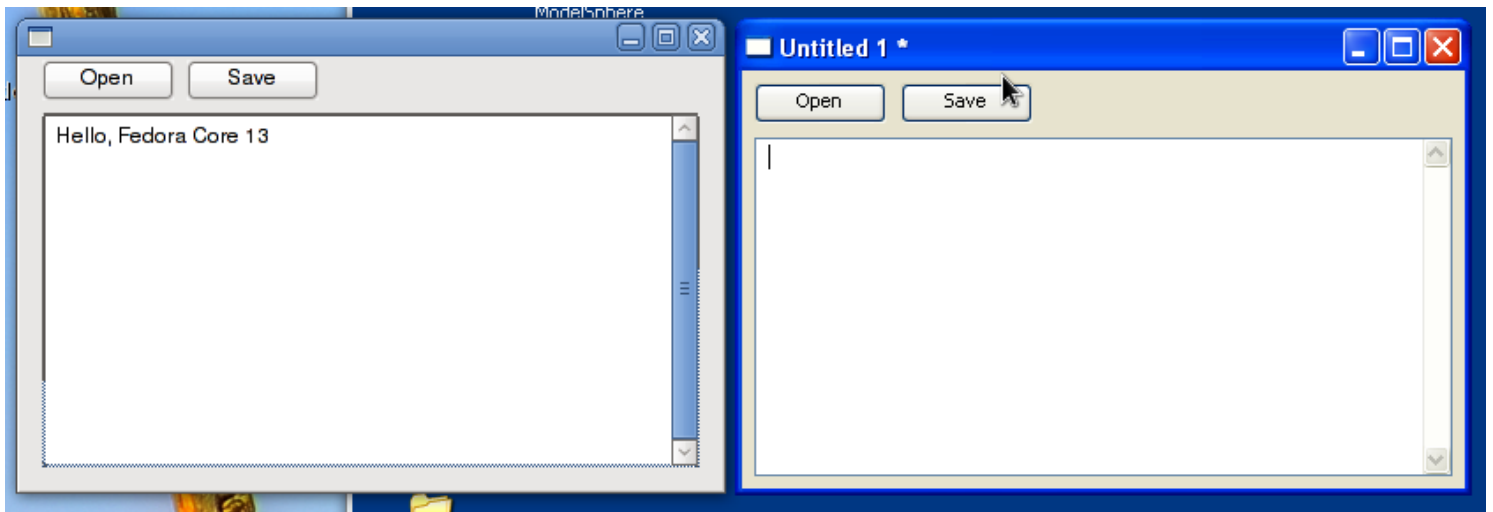 ModelSphere
Open
Save
Hello, Fedora Core 13
Untitled 1 *
Open
Save